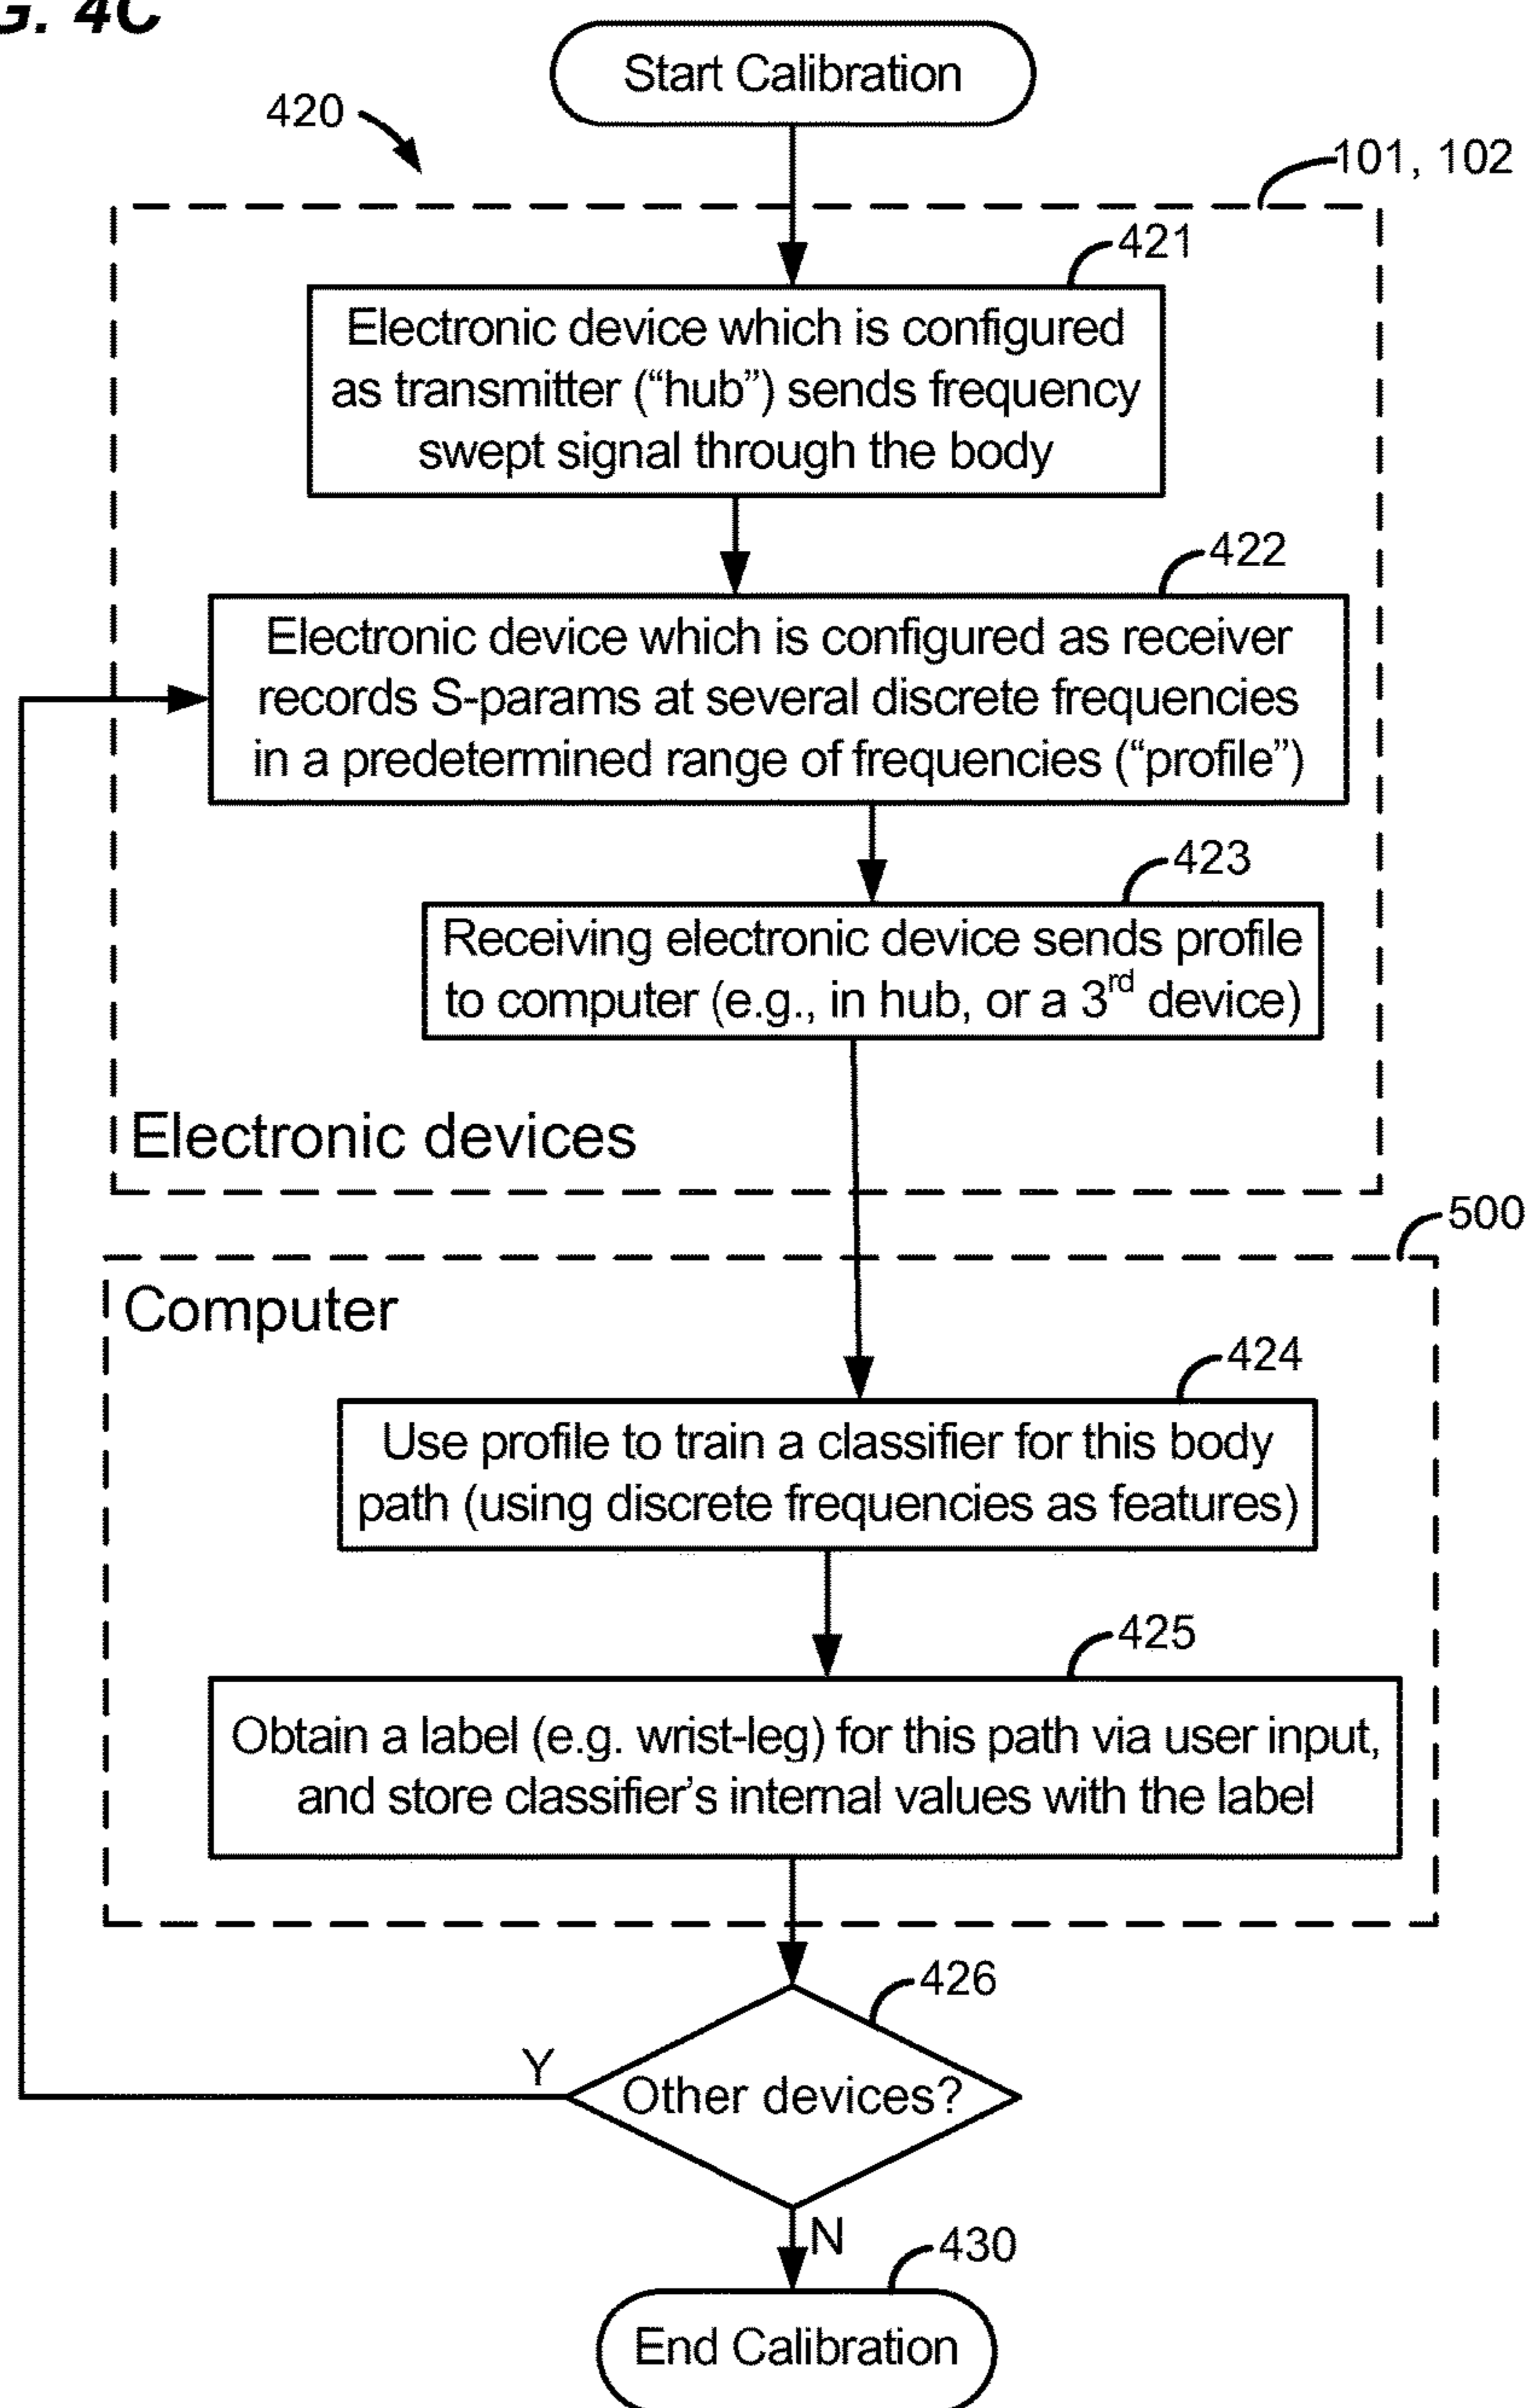 G. 4C
Start Calibration
420
101, 102
421
Electronic device which is configured
as transmitter (“hub”) sends frequency
swept signal through the body
422
Electronic device which is configured as receiver
records S-params at several discrete frequencies
in a predetermined range of frequencies (“profile”)
423
Receiving electronic device sends profile
to computer (e.g., in hub, or a 3rd device)
Electronic devices
500
Computer
424
Use profile to train a classifier for this body
path (using discrete frequencies as features)
425
Obtain a label (e.g. wrist-leg) for this path via user input,
and store classifier’s internal values with the label
426
Y
Other devices?
N
430
End Calibration